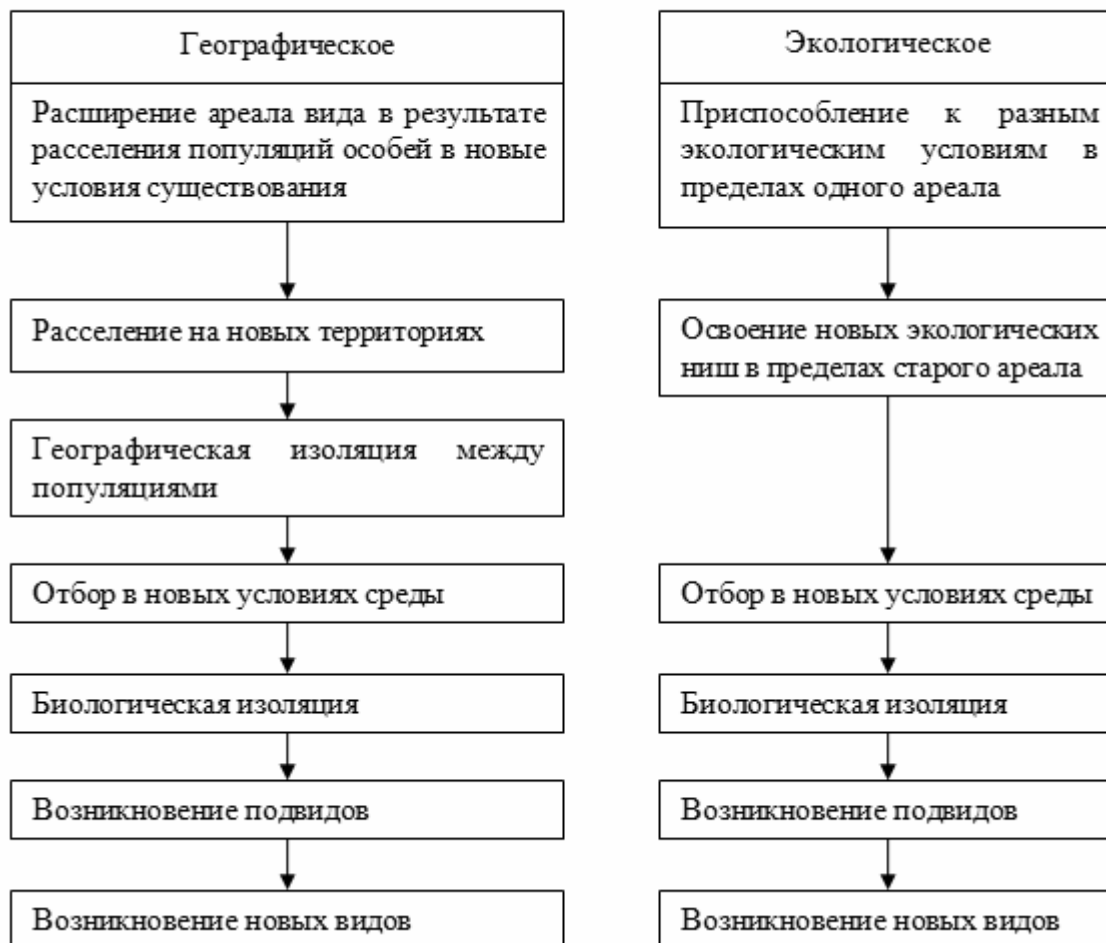 Географическое
Расширение ареала вида в результате
расселения популяций особей в новые
условия существования
Расселение на новых территориях
Географическая изоляция между
популяциями
Отбор в новых условиях среды
Биологическая изоляция
Возникновение подвидов
Возникновение новых видов
Экологическое
Приспособление к разным
экологическим условиям в
пределах одного ареала
Освоение новых экологических
ниш в пределах старого ареала
Отбор в новых условиях среды
Биологическая изоляция
Возникновение подвидов
Возникновение новых видов